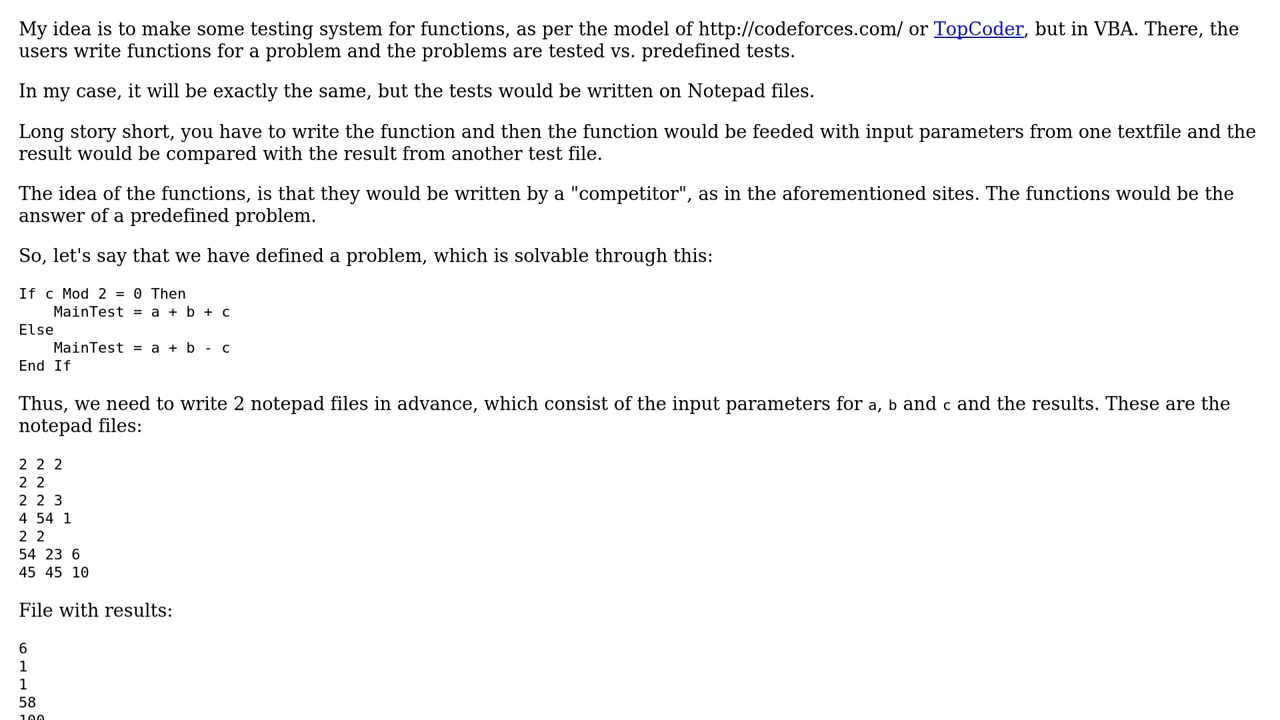 My idea is to make some testing system for functions, as per the model of http://codeforces.com/ or TopCoder, but in VBA. There, the
users write functions for a problem and the problems are tested vs. predefined tests.
In my case, it will be exactly the same, but the tests would be written on Notepad files.
Long story short, you have to write the function and then the function would be feeded with input parameters from one textfile and the
result would be compared with the result from another test file.
The idea of the functions, is that they would be written by a "competitor", as in the aforementioned sites. The functions would be the
answer of a predefined problem.
So, let's say that we have defined a problem, which is solvable through this:
If c Mod 2 = 0 Then
    MainTest = a + b + c
Else
    MainTest = a + b - c
End If
Thus, we need to write 2 notepad files in advance, which consist of the input parameters for a, b and c and the results. These are the
notepad files:
2 2 2
2 2
2 2 3
4 54 1
2 2
54 23 6
45 45 10
File with results:
6
1
1
58
100